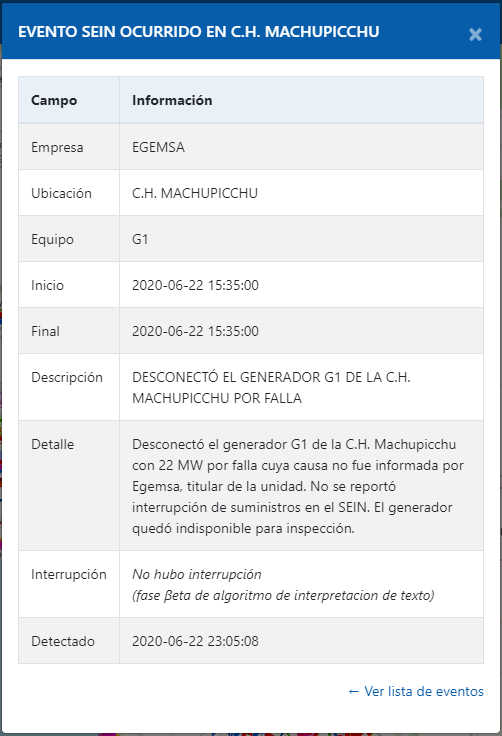 EVENTO SEIN OCURRIDO EN C.H. MACHUPICCHU ×
Campo Información
Empresa EGEMSA
Ubicación C.H. MACHUPICCHU
Equipo G1
Inicio 2020-06-22 15:35:00
Final 2020-06-22 15:35:00
Descripción DESCONECTÓ EL GENERADOR G1 DE LA C.H.
MACHUPICCHU POR FALLA
Detalle Desconectó el generador G1 de la C.H. Machupicchu
con 22 MW por falla cuya causa no fue informada por
Egemsa, titular de la unidad. No se reportó
interrupción de suministros en el SEIN. El generador
quedó indisponible para inspección.
Interrupción No hubo interrupción
(fase βeta de algoritmo de interpretacion de texto)
Detectado 2020-06-22 23:05:08
← Ver lista de eventos